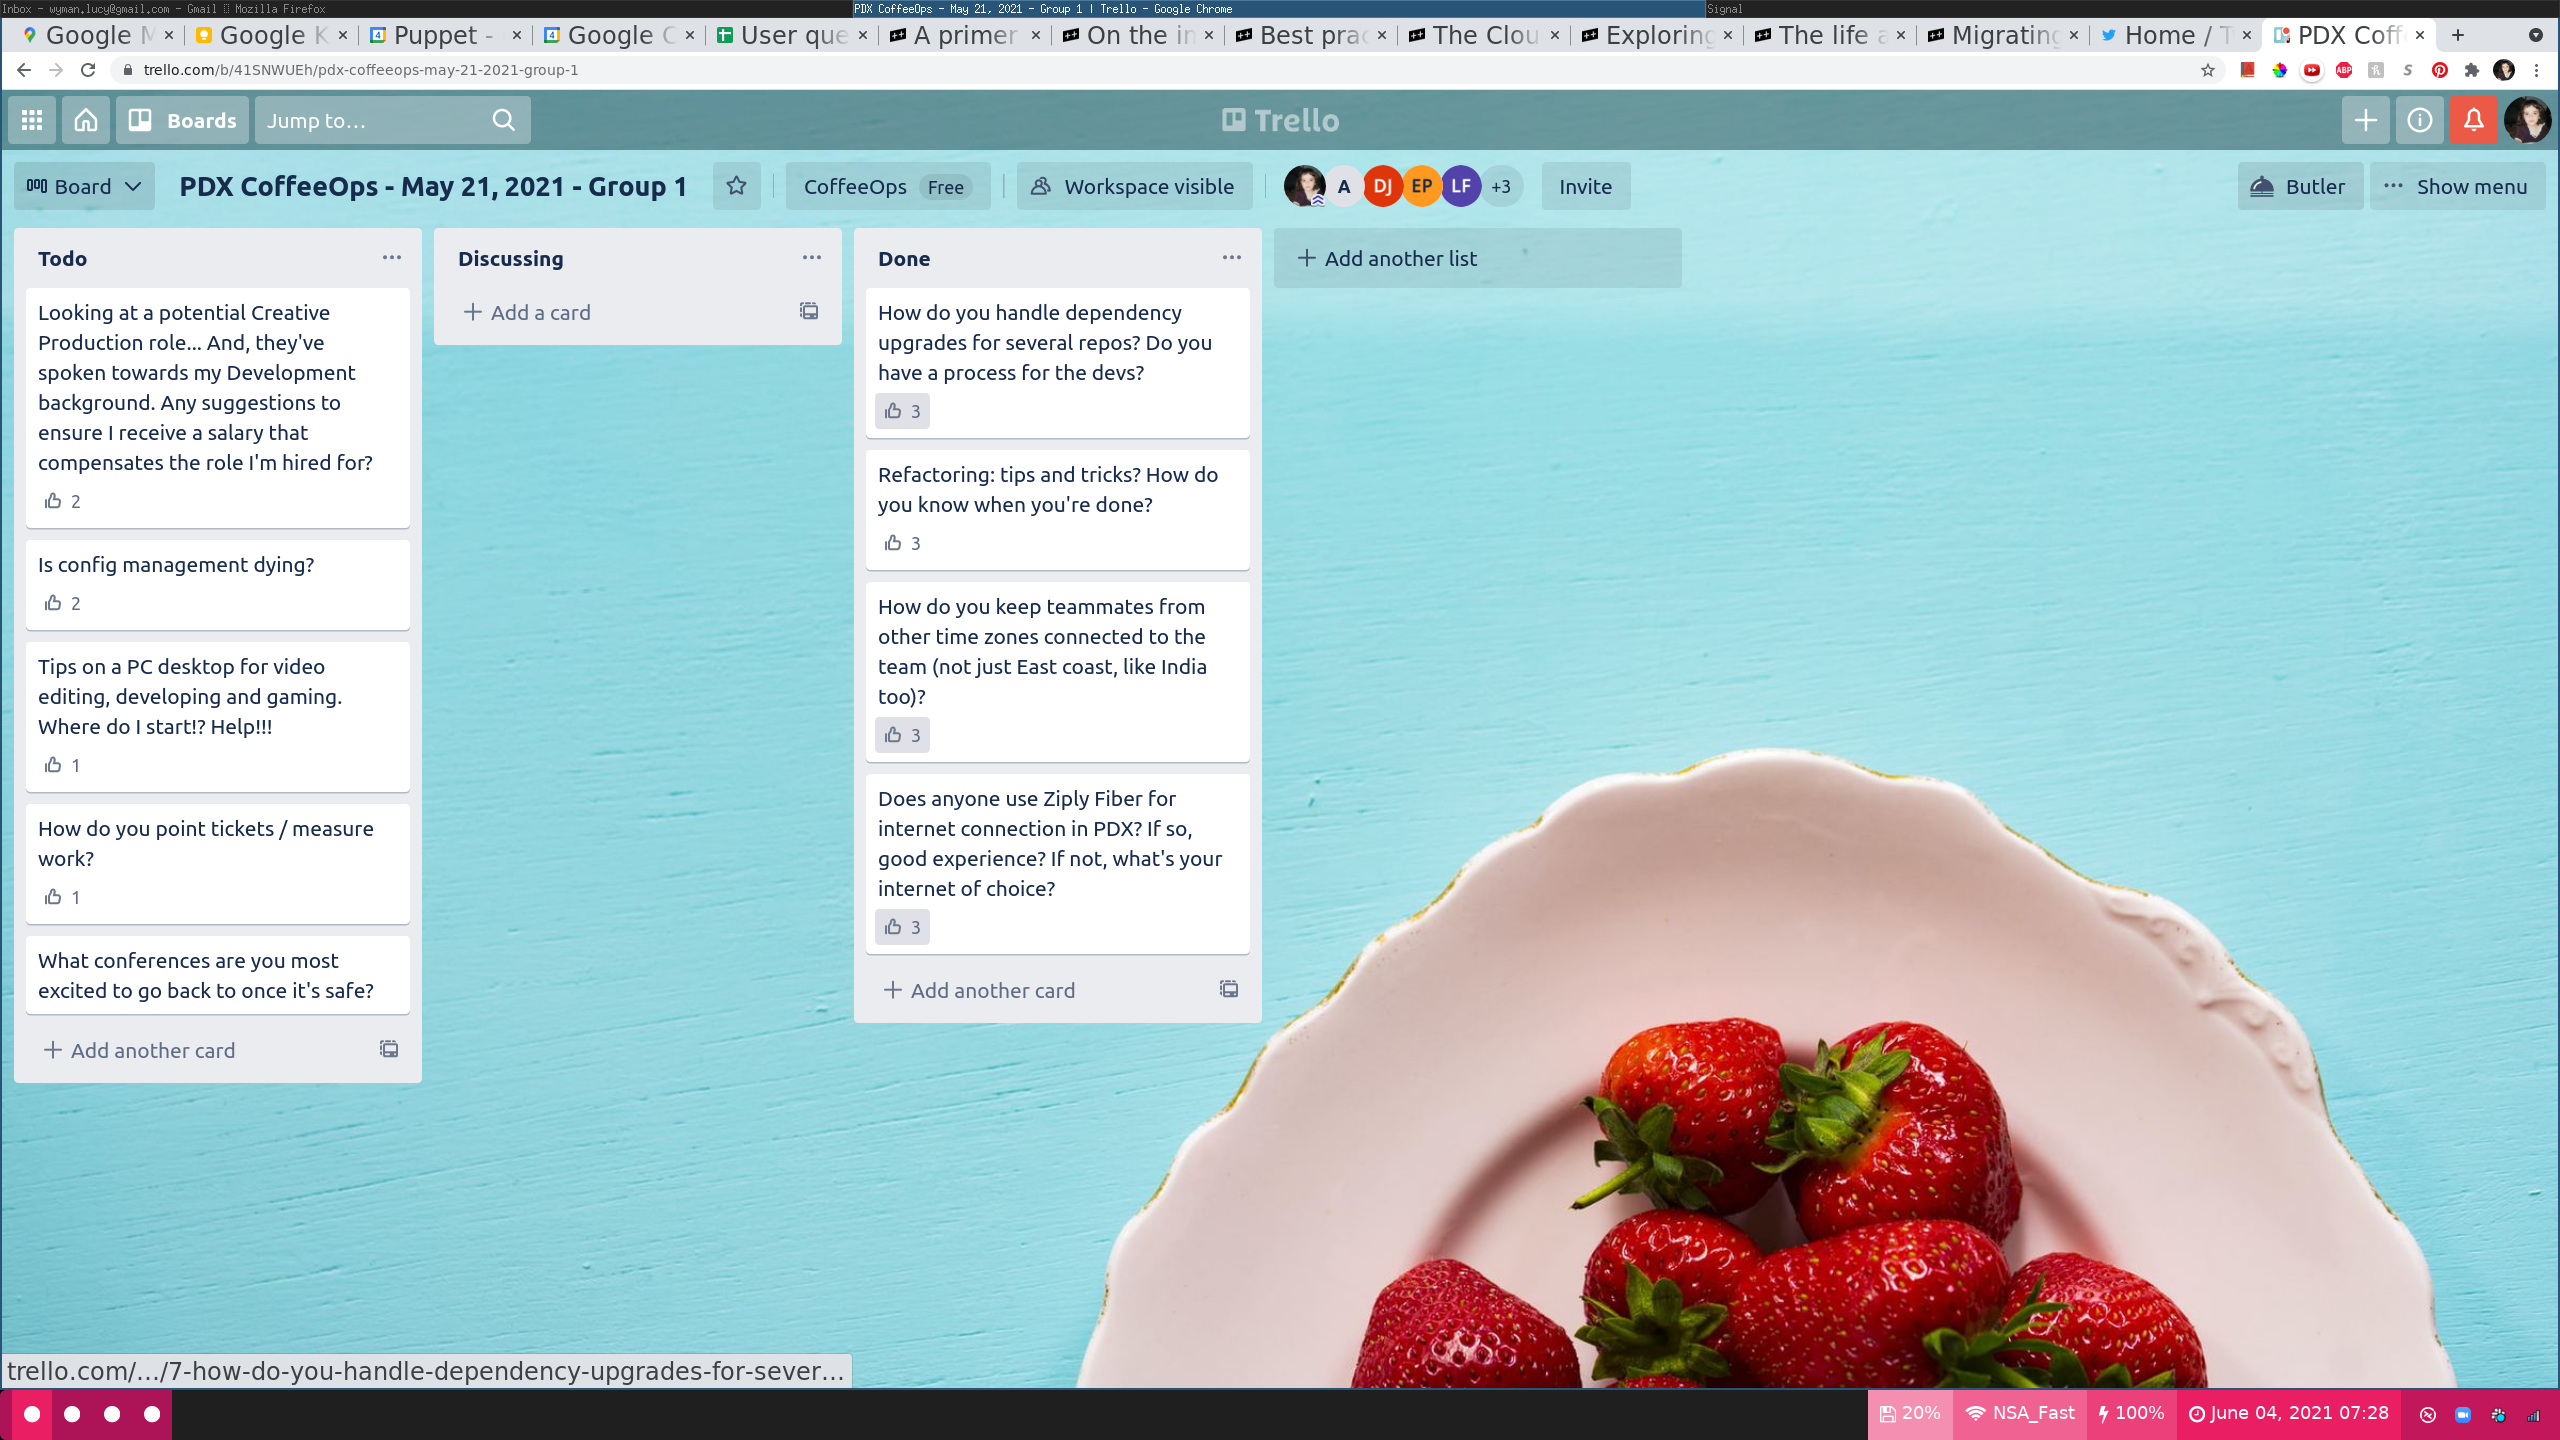 Inbox - wyman.lucy@gmail.com - Gmail Mozilla Firefox
PDX CoffeeOps - May 21, 2021 - Group 1 | Trello - Google Chrome
Signal
Google M
Google K
Puppet -
Google C
User que
A primer
On the in
Best prac
The Clou
Exploring
The life a
Migrating
Home / T
PDX Coff
trello.com/b/41SNWUEh/pdx-coffeeops-may-21-2021-group-1
ABP
Boards
Jump to...
Trello
Board
PDX CoffeeOps - May 21, 2021 - Group 1
CoffeeOps Free
Workspace visible
A
DJ
EP
LF
+3
Invite
Butler
Show menu
Todo
Looking at a potential Creative
Production role... And, they've
spoken towards my Development
background. Any suggestions to
ensure I receive a salary that
compensates the role I'm hired for?
2
Is config management dying?
2
Tips on a PC desktop for video
editing, developing and gaming.
Where do I start!? Help!!!
1
How do you point tickets / measure
work?
1
What conferences are you most
excited to go back to once it's safe?
+ Add another card
Discussing
+ Add a card
Done
How do you handle dependency
upgrades for several repos? Do you
have a process for the devs?
3
Refactoring: tips and tricks? How do
you know when you're done?
3
How do you keep teammates from
other time zones connected to the
team (not just East coast, like India
too)?
3
Does anyone use Ziply Fiber for
internet connection in PDX? If so,
good experience? If not, what's your
internet of choice?
3
+ Add another card
+ Add another list
trello.com/.../7-how-do-you-handle-dependency-upgrades-for-sever...
20%
NSA_Fast
100%
June 04, 2021 07:28